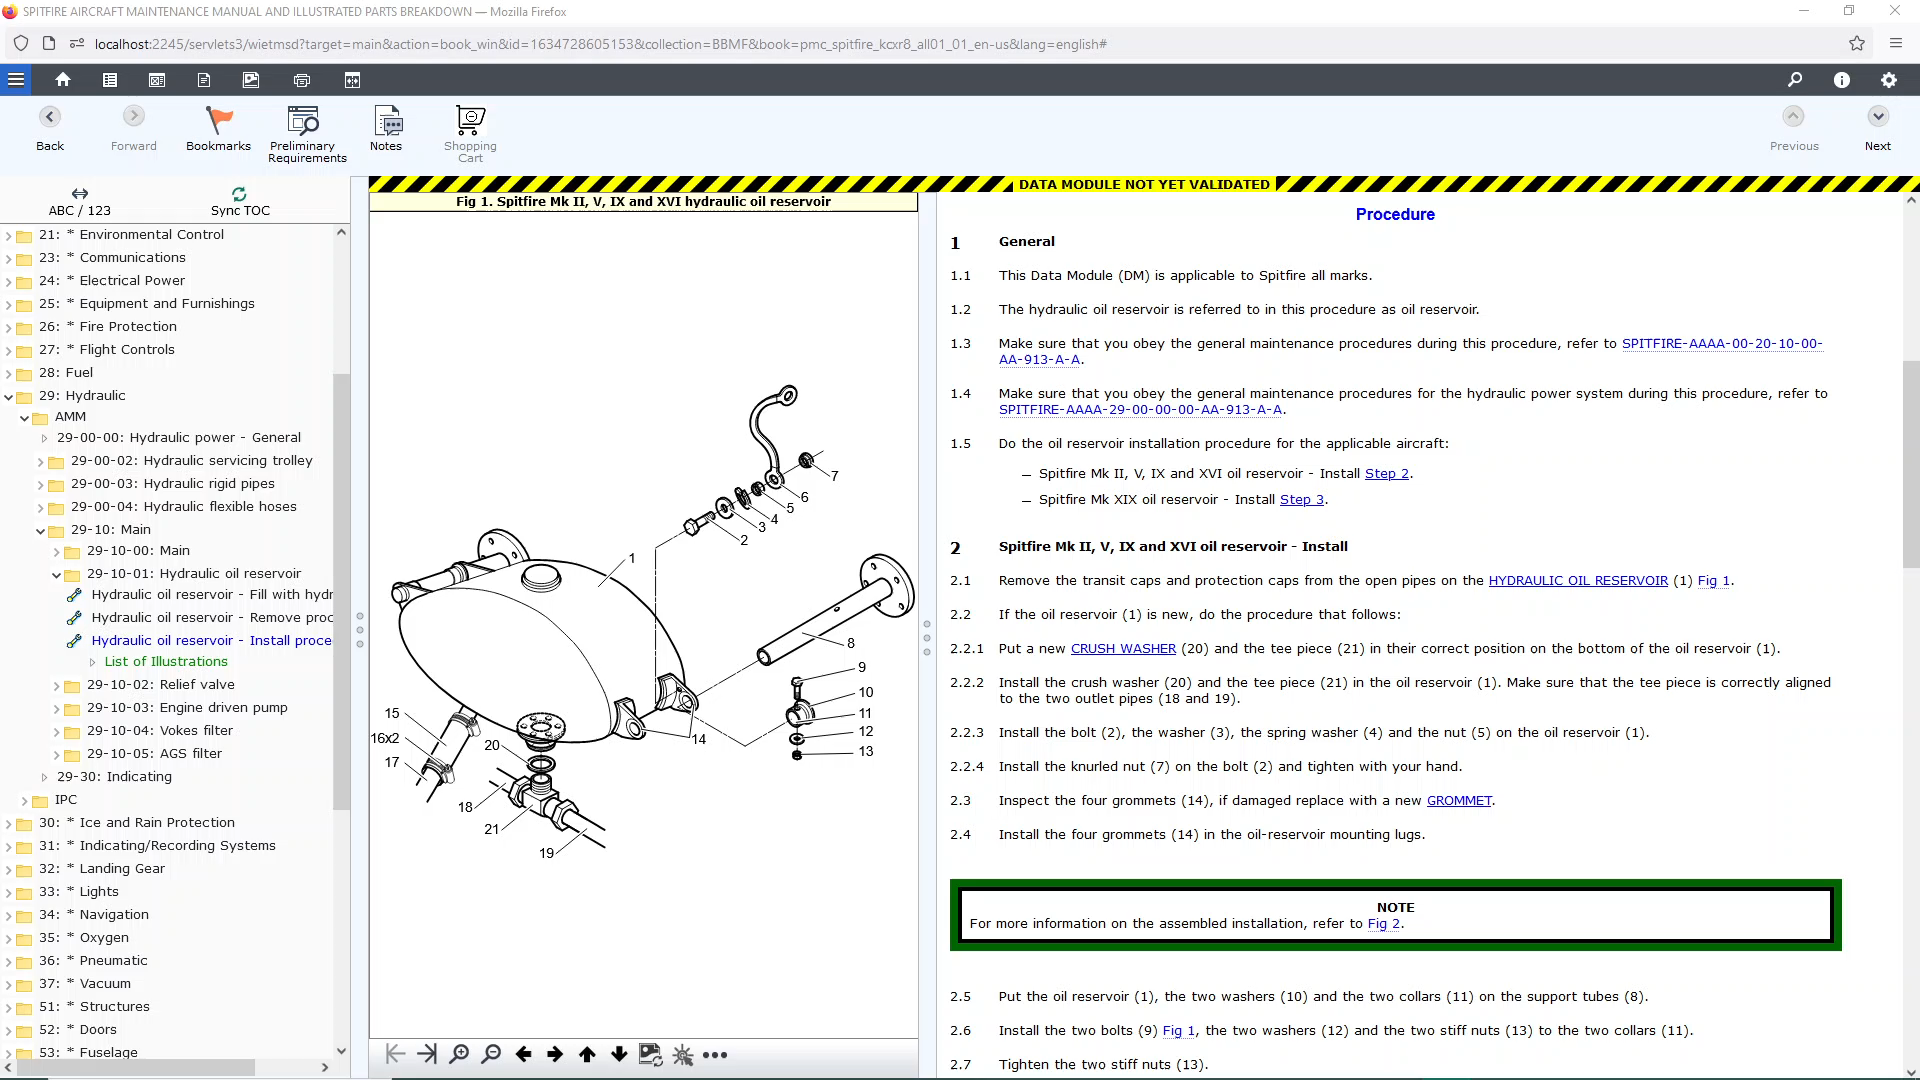 SPITFIRE AIRCRAFT MAINTENANCE MANUAL AND ILLUSTRATED PARTS BREAKDOWN — Mozilla Firefox
localhost:2245/servlets3/wietmsd?target=main&action=book_win&id=1634728605153&collection=BBMF&book=pmc_spitfire_kcxr8_all01_01_en-us&lang=english#
Back
Forward
Bookmarks
Preliminary
Requirements
Notes
Shopping
Cart
Previous
Next
ABC / 123
Sync TOC
21: * Environmental Control
23: * Communications
24: * Electrical Power
25: * Equipment and Furnishings
26: * Fire Protection
27: * Flight Controls
28: Fuel
29: Hydraulic
AMM
29-00-00: Hydraulic power - General
29-00-02: Hydraulic servicing trolley
29-00-03: Hydraulic rigid pipes
29-00-04: Hydraulic flexible hoses
29-10: Main
29-10-00: Main
29-10-01: Hydraulic oil reservoir
Hydraulic oil reservoir - Fill with hydr
Hydraulic oil reservoir - Remove proc
Hydraulic oil reservoir - Install proce
List of Illustrations
29-10-02: Relief valve
29-10-03: Engine driven pump
29-10-04: Vokes filter
29-10-05: AGS filter
29-30: Indicating
IPC
30: * Ice and Rain Protection
31: * Indicating/Recording Systems
32: * Landing Gear
33: * Lights
34: * Navigation
35: * Oxygen
36: * Pneumatic
37: * Vacuum
51: * Structures
52: * Doors
53: * Fuselage
DATA MODULE NOT YET VALIDATED
Fig 1. Spitfire Mk II, V, IX and XVI hydraulic oil reservoir
7
6
5
4
3
2
1
8
9
10
11
12
13
14
15
16x2
17
20
18
21
19
Procedure
1 General
1.1 This Data Module (DM) is applicable to Spitfire all marks.
1.2 The hydraulic oil reservoir is referred to in this procedure as oil reservoir.
1.3 Make sure that you obey the general maintenance procedures during this procedure, refer to SPITFIRE-AAAA-00-20-10-00-
AA-913-A-A.
1.4 Make sure that you obey the general maintenance procedures for the hydraulic power system during this procedure, refer to
SPITFIRE-AAAA-29-00-00-00-AA-913-A-A.
1.5 Do the oil reservoir installation procedure for the applicable aircraft:
– Spitfire Mk II, V, IX and XVI oil reservoir - Install Step 2.
– Spitfire Mk XIX oil reservoir - Install Step 3.
2 Spitfire Mk II, V, IX and XVI oil reservoir - Install
2.1 Remove the transit caps and protection caps from the open pipes on the HYDRAULIC OIL RESERVOIR (1) Fig 1.
2.2 If the oil reservoir (1) is new, do the procedure that follows:
2.2.1 Put a new CRUSH WASHER (20) and the tee piece (21) in their correct position on the bottom of the oil reservoir (1).
2.2.2 Install the crush washer (20) and the tee piece (21) in the oil reservoir (1). Make sure that the tee piece is correctly aligned
to the two outlet pipes (18 and 19).
2.2.3 Install the bolt (2), the washer (3), the spring washer (4) and the nut (5) on the oil reservoir (1).
2.2.4 Install the knurled nut (7) on the bolt (2) and tighten with your hand.
2.3 Inspect the four grommets (14), if damaged replace with a new GROMMET.
2.4 Install the four grommets (14) in the oil-reservoir mounting lugs.
NOTE
For more information on the assembled installation, refer to Fig 2.
2.5 Put the oil reservoir (1), the two washers (10) and the two collars (11) on the support tubes (8).
2.6 Install the two bolts (9) Fig 1, the two washers (12) and the two stiff nuts (13) to the two collars (11).
2.7 Tighten the two stiff nuts (13).